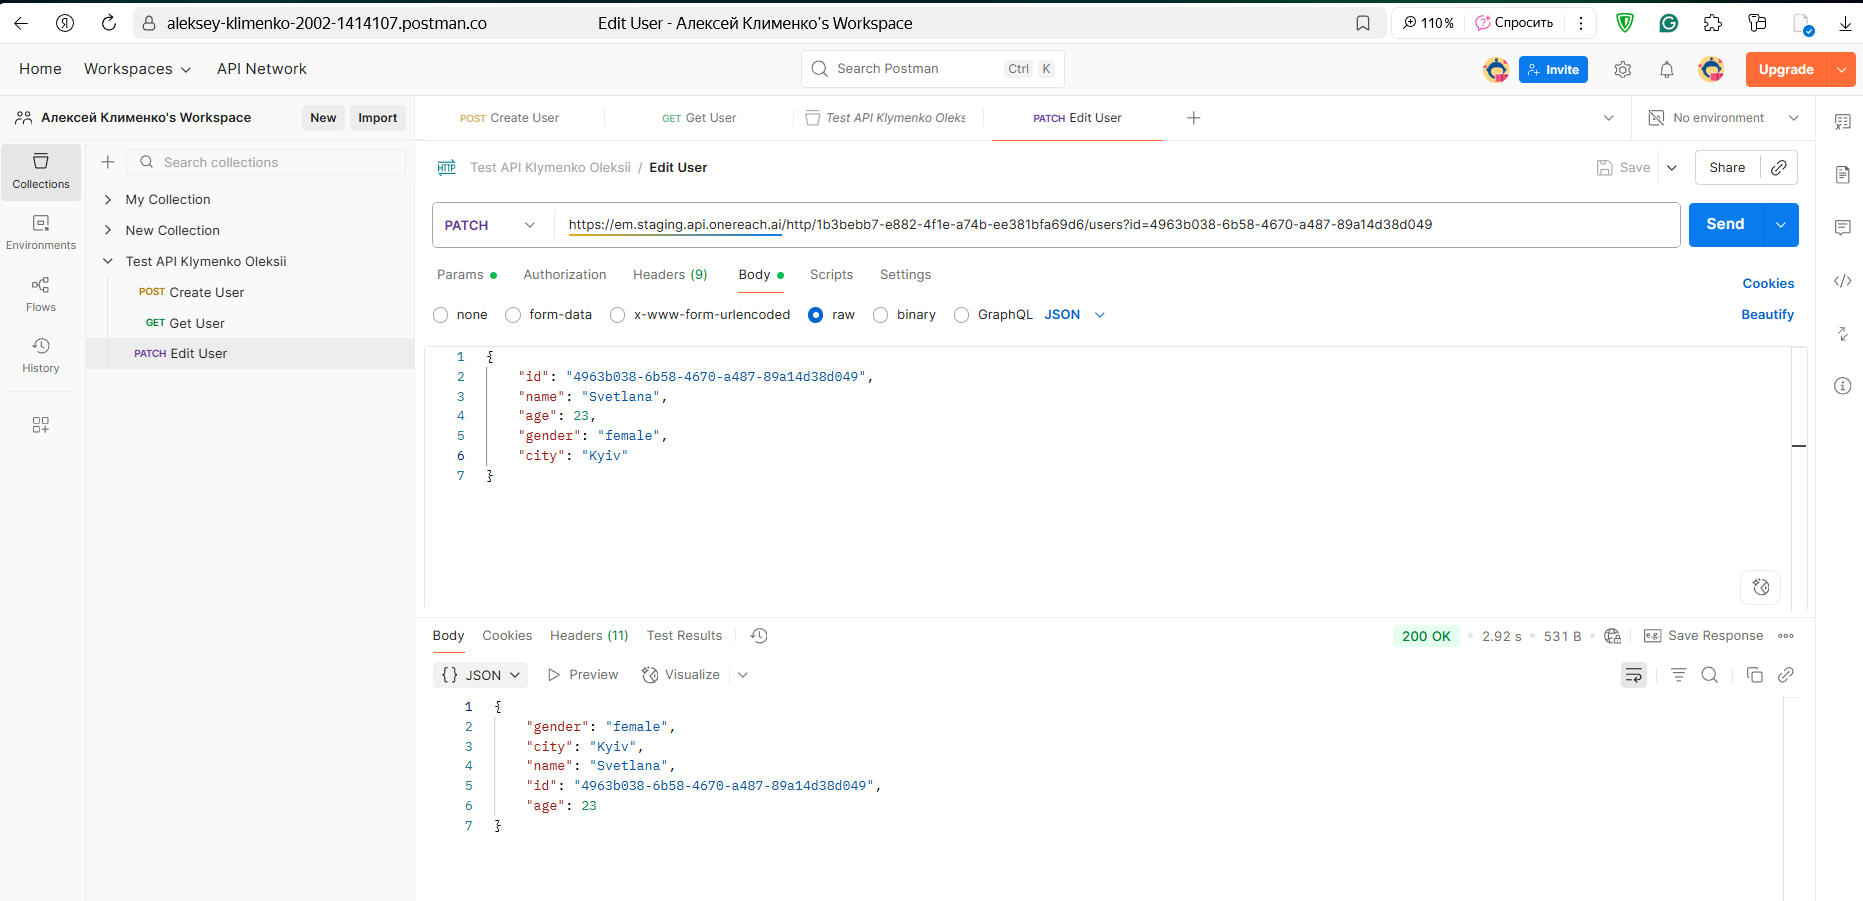 aleksey-klimenko-2002-1414107.postman.co Edit User - Алексей Клименко's Workspace 110% Спросить
Home Workspaces API Network Search Postman Ctrl K Invite Upgrade
Алексей Клименко's Workspace New Import POST Create User GET Get User Test API Klymenko Oleks PATCH Edit User No environment
Collections
Environments
Flows
History
Search collections
My Collection
New Collection
Test API Klymenko Oleksii
POST Create User
GET Get User
PATCH Edit User
HTTP Test API Klymenko Oleksii / Edit User Save Share
PATCH https://em.staging.api.onereach.ai/http/1b3bebb7-e882-4f1e-a74b-ee381bfa69d6/users?id=4963b038-6b58-4670-a487-89a14d38d049 Send
Params Authorization Headers (9) Body Scripts Settings Cookies
none form-data x-www-form-urlencoded raw binary GraphQL JSON Beautify
1 {
2 "id": "4963b038-6b58-4670-a487-89a14d38d049",
3 "name": "Svetlana",
4 "age": 23,
5 "gender": "female",
6 "city": "Kyiv"
7 }
Body Cookies Headers (11) Test Results 200 OK 2.92 s 531 B e.g. Save Response
{} JSON Preview Visualize
1 {
2 "gender": "female",
3 "city": "Kyiv",
4 "name": "Svetlana",
5 "id": "4963b038-6b58-4670-a487-89a14d38d049",
6 "age": 23
7 }